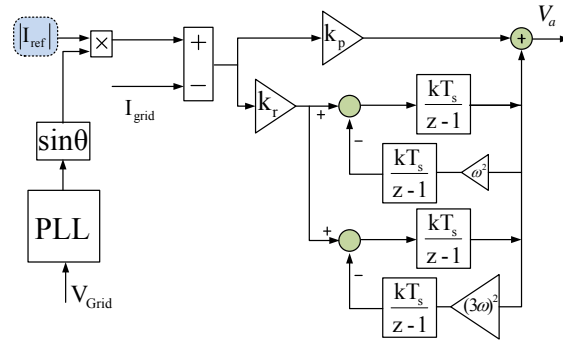 |I_ref|
×
+
−
I_grid
sinθ
PLL
V_Grid
k_p
k_r
+
V_a
+
−
kT_s
z - 1
kT_s
z - 1
ω²
+
−
kT_s
z - 1
kT_s
z - 1
(3ω)²